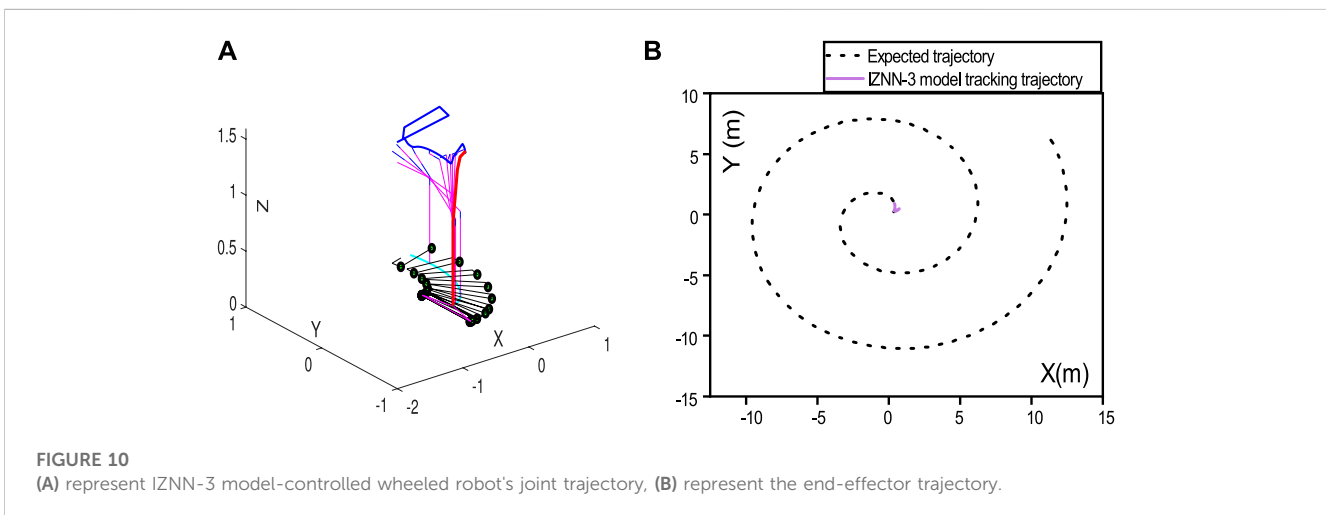 A
B
Expected trajectory
IZNN-3 model tracking trajectory
1.5
1
0.5
0
Z
1
0
-1
Y
-2
-1
0
1
X
10
5
0
-5
-10
-15
Y (m)
-10
-5
0
5
10
15
X(m)
FIGURE 10
(A) represent IZNN-3 model-controlled wheeled robot's joint trajectory, (B) represent the end-effector trajectory.